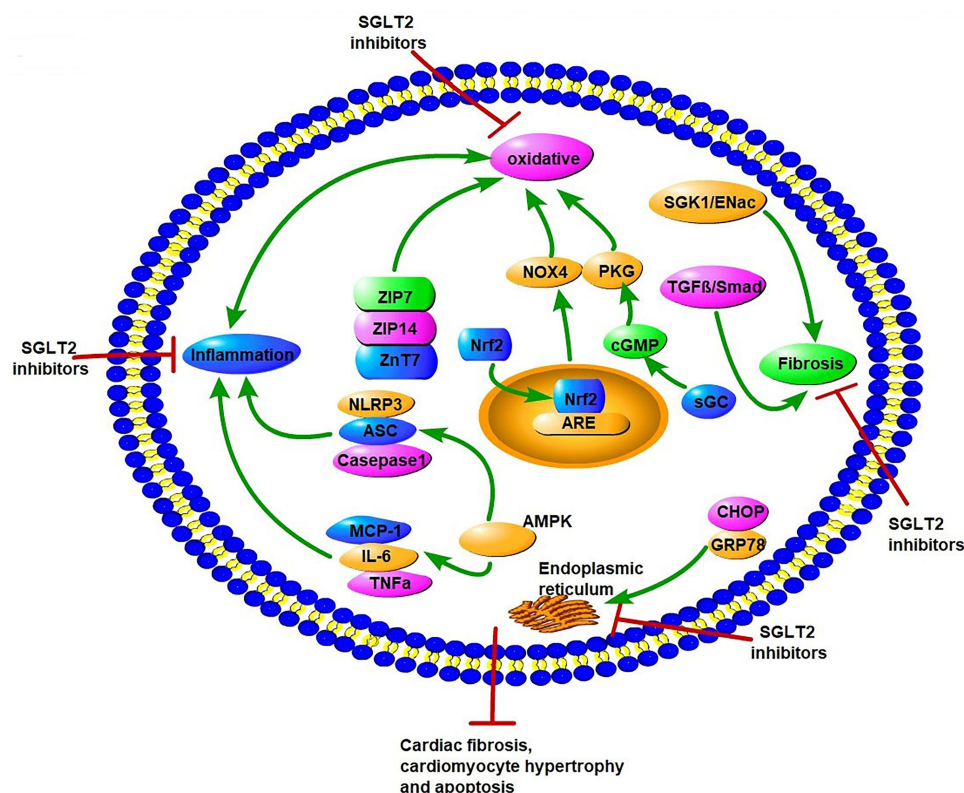 SGLT2
inhibitors
oxidative
SGK1/ENac
NOX4
PKG
TGFß/Smad
ZIP7
ZIP14
ZnT7
Nrf2
cGMP
SGLT2
inhibitors
Inflammation
Fibrosis
Nrf2
ARE
sGC
NLRP3
ASC
Casepase1
CHOP
GRP78
SGLT2
inhibitors
MCP-1
IL-6
TNFa
AMPK
Endoplasmic
reticulum
SGLT2
inhibitors
Cardiac fibrosis,
cardiomyocyte hypertrophy
and apoptosis